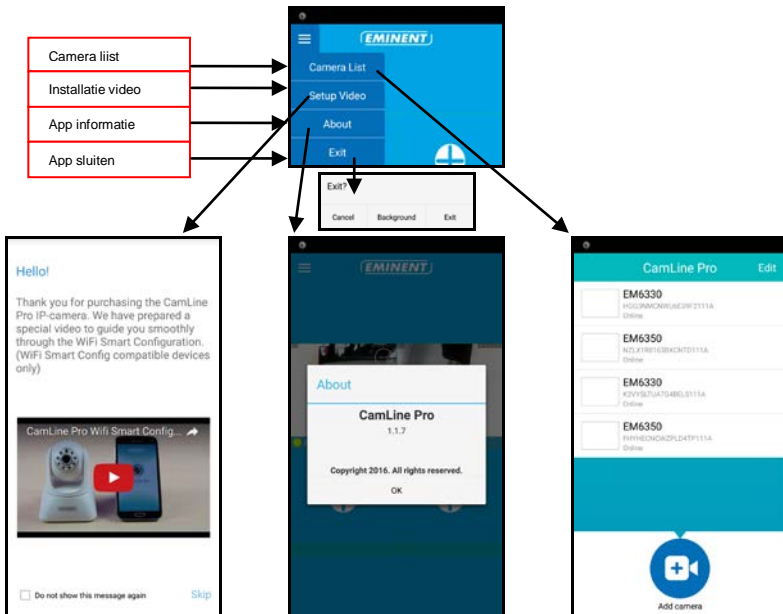 Camera liist
Installatie video
App informatie
App sluiten
EMINENT
Camera List
Setup Video
About
Exit
Exit?
Cancel Background Exit
Hello!
Thank you for purchasing the CamLine
Pro IP-camera. We have prepared a
special video to guide you smoothly
through the WiFi Smart Configuration.
(WiFi Smart Config compatible devices
only)
CamLine Pro Wifi Smart Config...
Do not show this message again Skip
EMINENT
About
CamLine Pro
1.1.7
Copyright 2016. All rights reserved.
OK
CamLine Pro Edit
EM6330
Online
EM6350
Online
EM6330
Online
EM6350
Online
Add camera